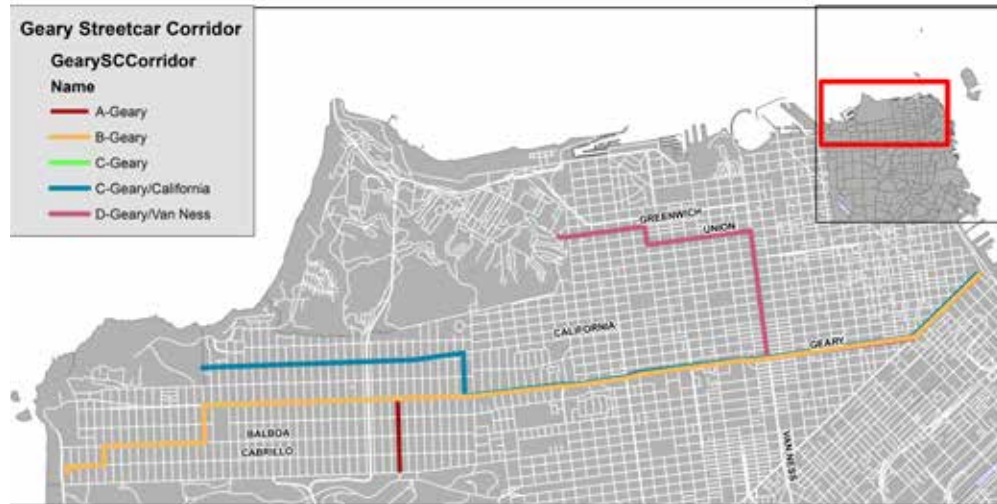 Geary Streetcar Corridor
GearySCCorridor
Name
A-Geary
B-Geary
C-Geary
C-Geary/California
D-Geary/Van Ness
GREENWICH
UNION
CALIFORNIA
GEARY
BALBOA
CABRILLO
VAN NESS